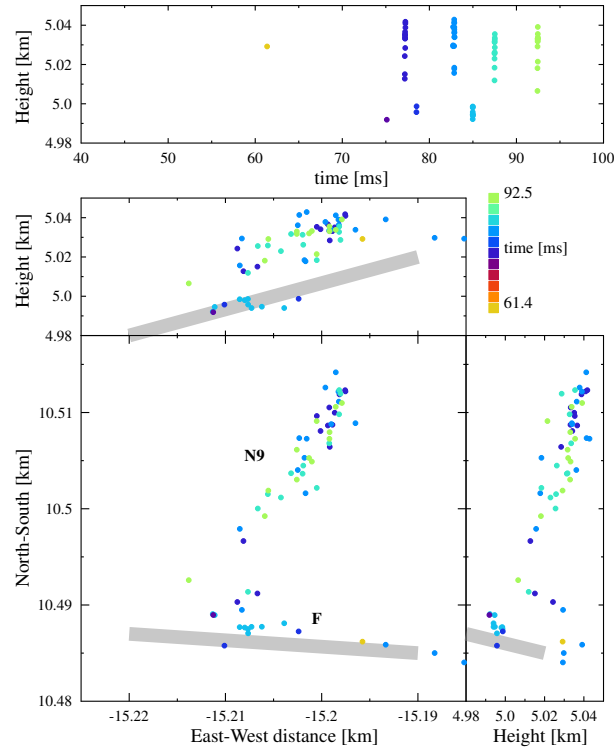 Height [km]
5.04
5.02
5.0
4.98
40 50 60 70 80 90 100
time [ms]
Height [km]
5.04
5.02
5.0
4.98
92.5
time [ms]
61.4
North-South [km]
10.51
10.5
10.49
10.48
N9
F
-15.22 -15.21 -15.2 -15.19 4.98 5.0 5.02 5.04
East-West distance [km] Height [km]